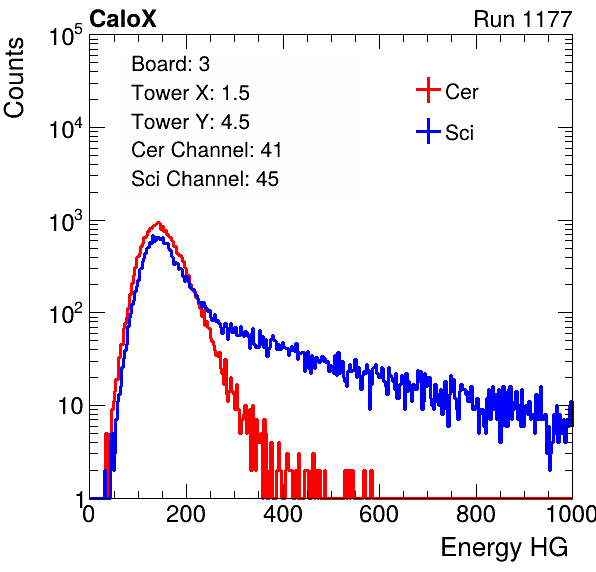 CaloX Run 1177
Counts
Board: 3
Tower X: 1.5
Tower Y: 4.5
Cer Channel: 41
Sci Channel: 45
Cer
Sci
10^5
10^4
10^3
10^2
10
1
0 200 400 600 800 1000
Energy HG